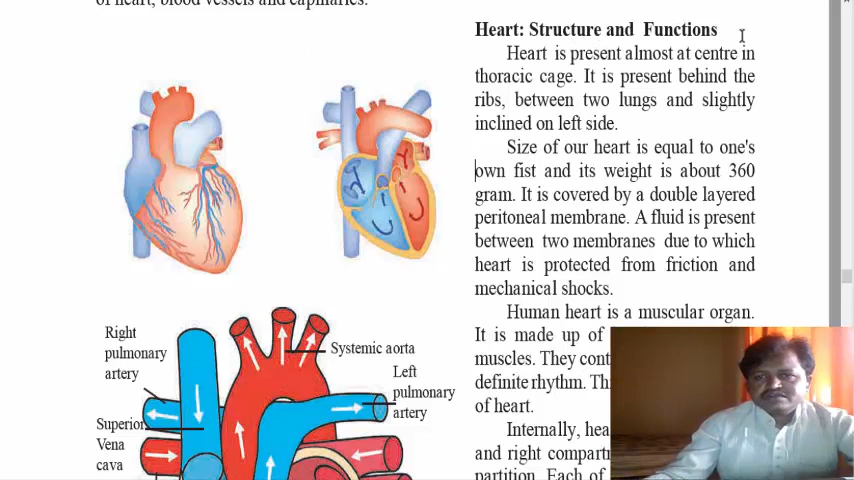 of heart, blood vessels and capillaries.
Right
pulmonary
artery
Superior
Vena
cava
Systemic aorta
Left
pulmonary
artery
Heart: Structure and Functions
Heart is present almost at centre in
thoracic cage. It is present behind the
ribs, between two lungs and slightly
inclined on left side.
Size of our heart is equal to one's
own fist and its weight is about 360
gram. It is covered by a double layered
peritoneal membrane. A fluid is present
between two membranes due to which
heart is protected from friction and
mechanical shocks.
Human heart is a muscular organ.
It is made up of
muscles. They
definite rhythm.
of heart.
Internally,
and right
partition. Each of